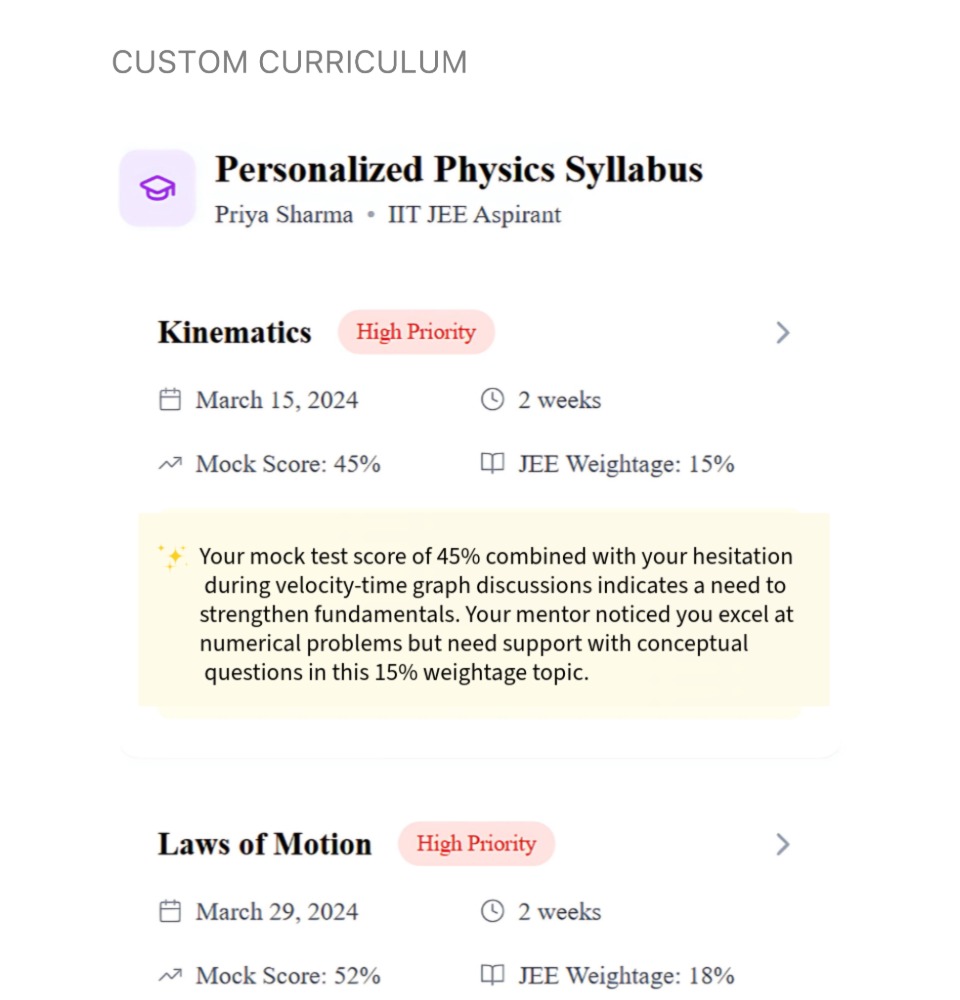 CUSTOM CURRICULUM
Personalized Physics Syllabus
Priya Sharma • IIT JEE Aspirant
Kinematics High Priority
March 15, 2024 2 weeks
Mock Score: 45% JEE Weightage: 15%
Your mock test score of 45% combined with your hesitation
during velocity-time graph discussions indicates a need to
strengthen fundamentals. Your mentor noticed you excel at
numerical problems but need support with conceptual
questions in this 15% weightage topic.
Laws of Motion High Priority
March 29, 2024 2 weeks
Mock Score: 52% JEE Weightage: 18%